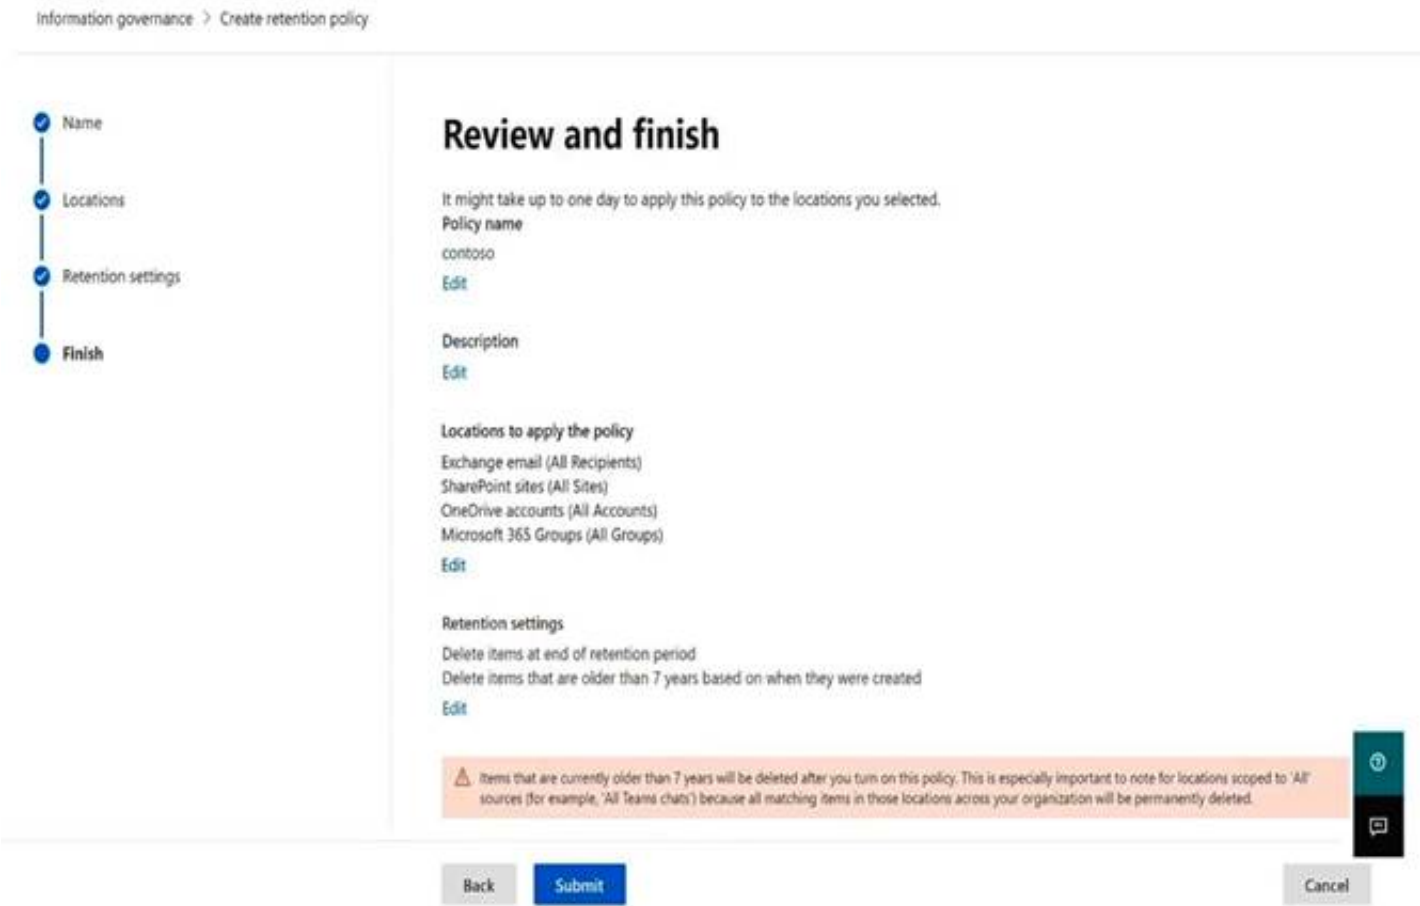 Information governance > Create retention policy
Name
Locations
Retention settings
Finish
Review and finish
It might take up to one day to apply this policy to the locations you selected.
Policy name
contoso
Edit
Description
Edit
Locations to apply the policy
Exchange email (All Recipients)
SharePoint sites (All Sites)
OneDrive accounts (All Accounts)
Microsoft 365 Groups (All Groups)
Edit
Retention settings
Delete items at end of retention period
Delete items that are older than 7 years based on when they were created
Edit
Items that are currently older than 7 years will be deleted after you turn on this policy. This is especially important to note for locations scoped to 'All'
sources (for example, 'All Teams chats') because all matching items in those locations across your organization will be permanently deleted.
Back
Submit
Cancel